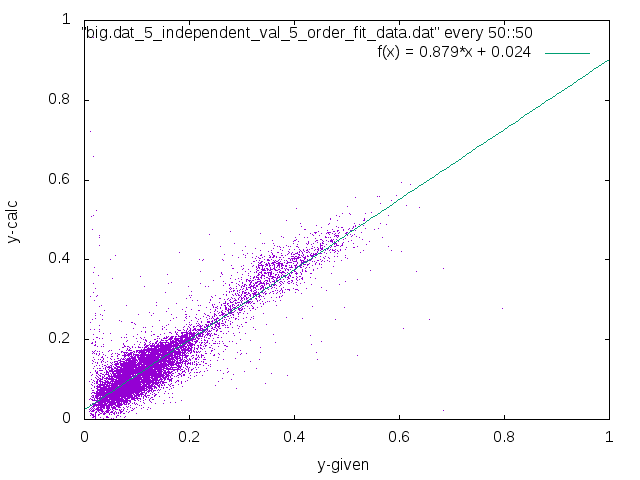 "big.dat_5_independent_val_5_order_fit_data.dat" every 50::50
f(x) = 0.879*x + 0.024
1
0.8
0.6
0.4
0.2
0
y-calc
0 0.2 0.4 0.6 0.8 1
y-given